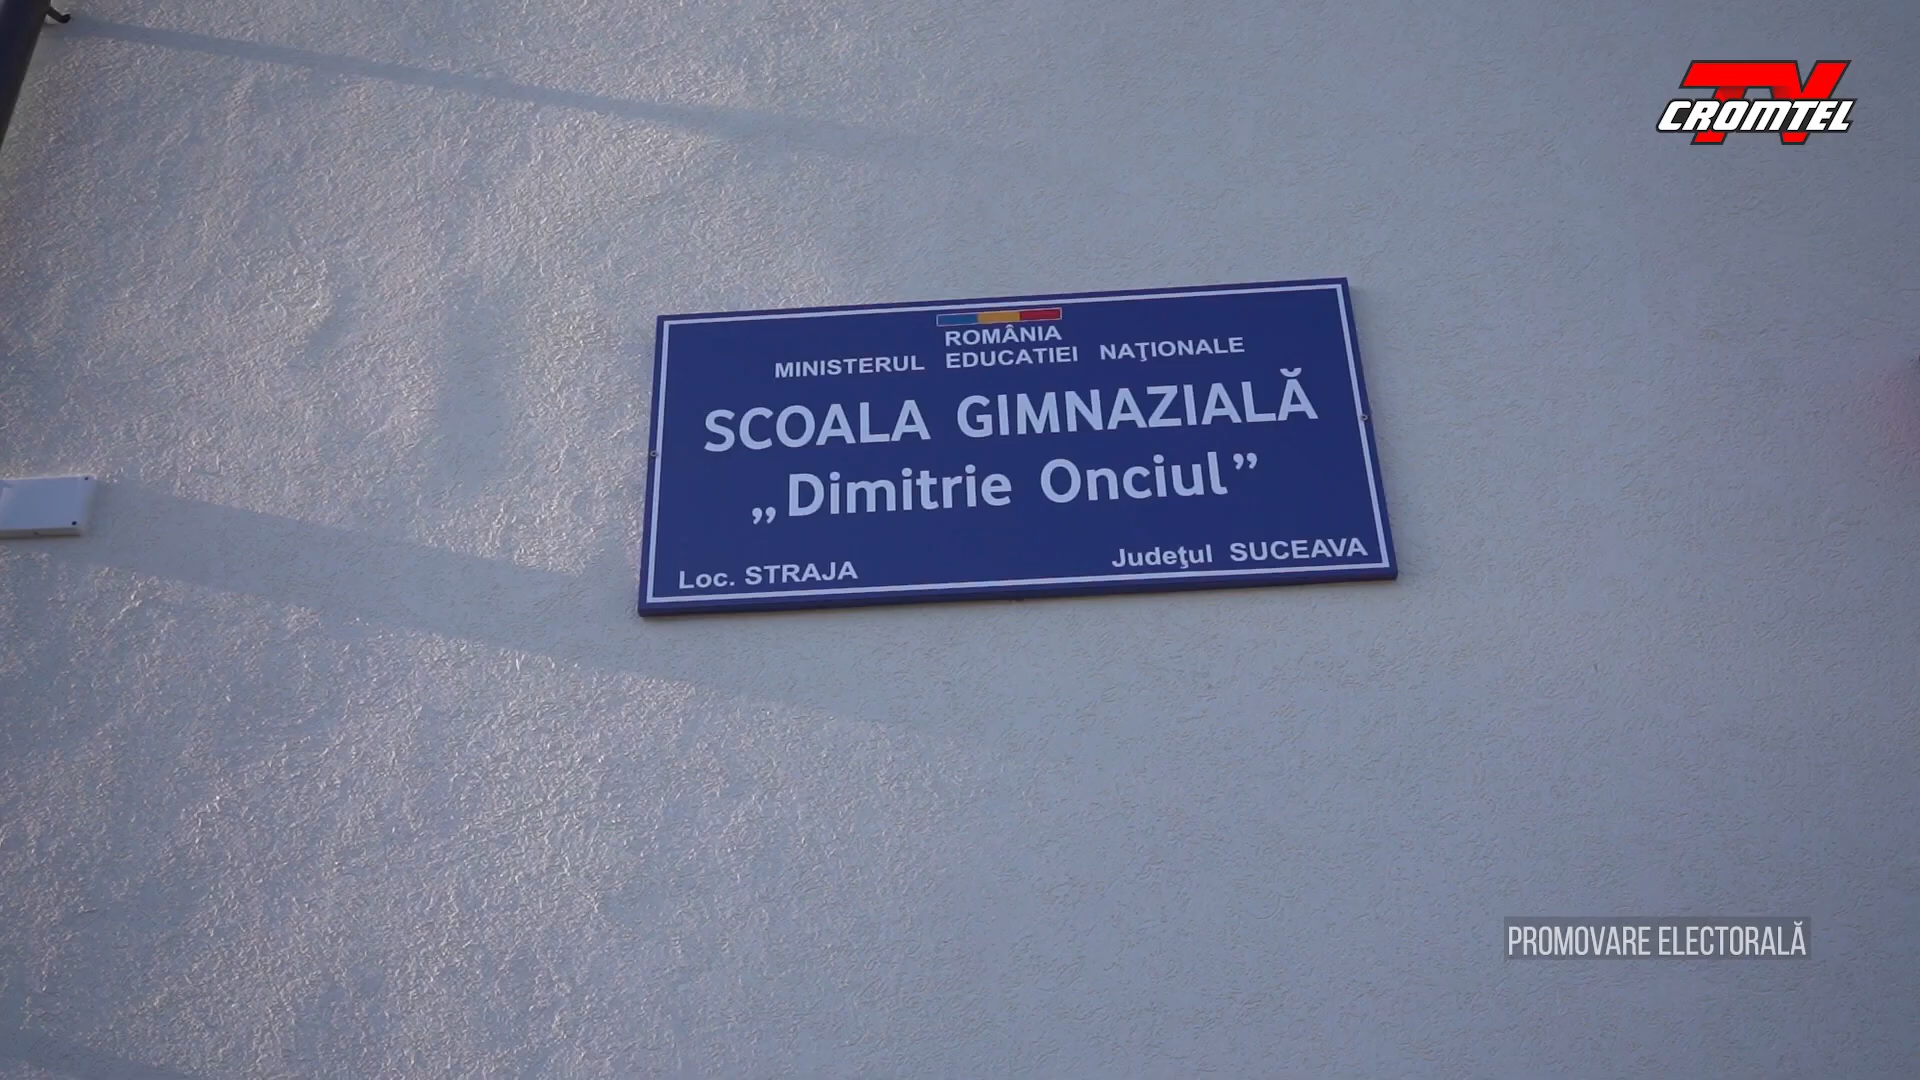 TV
CROMTEL
ROMÂNIA
MINISTERUL EDUCATIEI NAŢIONALE
SCOALA GIMNAZIALĂ
„Dimitrie Onciul”
Loc. STRAJA Judeţul SUCEAVA
PROMOVARE ELECTORALĂ